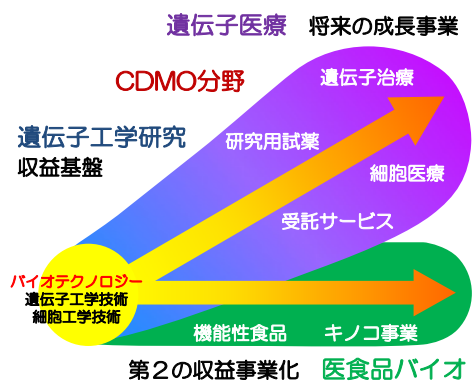 遺伝子医療 将来の成長事業
遺伝子治療
CDMO分野
遺伝子工学研究
収益基盤
研究用試薬
細胞医療
受託サービス
バイオテクノロジー
遺伝子工学技術
細胞工学技術
機能性食品 キノコ事業
第２の収益事業化 医食品バイオ